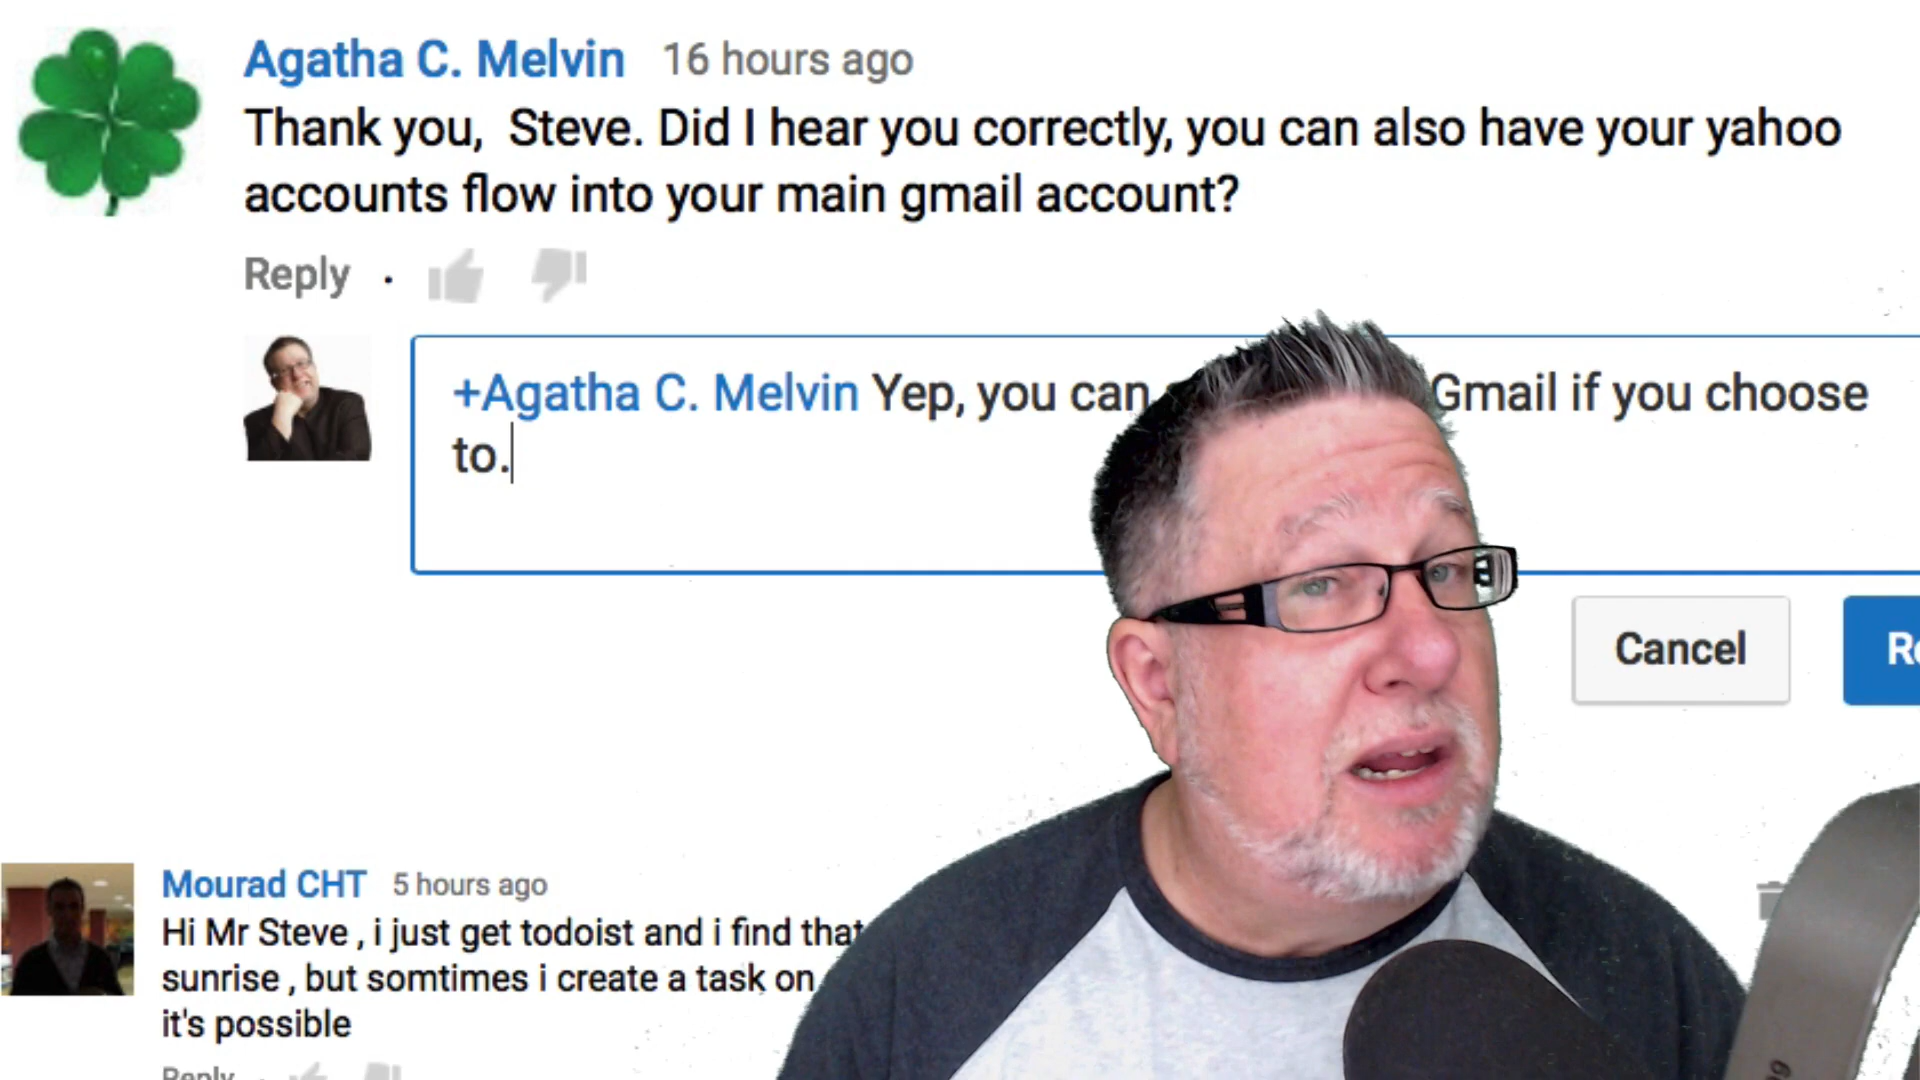 Agatha C. Melvin 16 hours ago
Thank you, Steve. Did I hear you correctly, you can also have your yahoo
accounts flow into your main gmail account?
Reply ·
+Agatha C. Melvin Yep, you can Gmail if you choose
to.
Cancel
Mourad CHT 5 hours ago
Hi Mr Steve , i just get todoist and i find that
sunrise , but somtimes i create a task on
it's possible
Reply ·